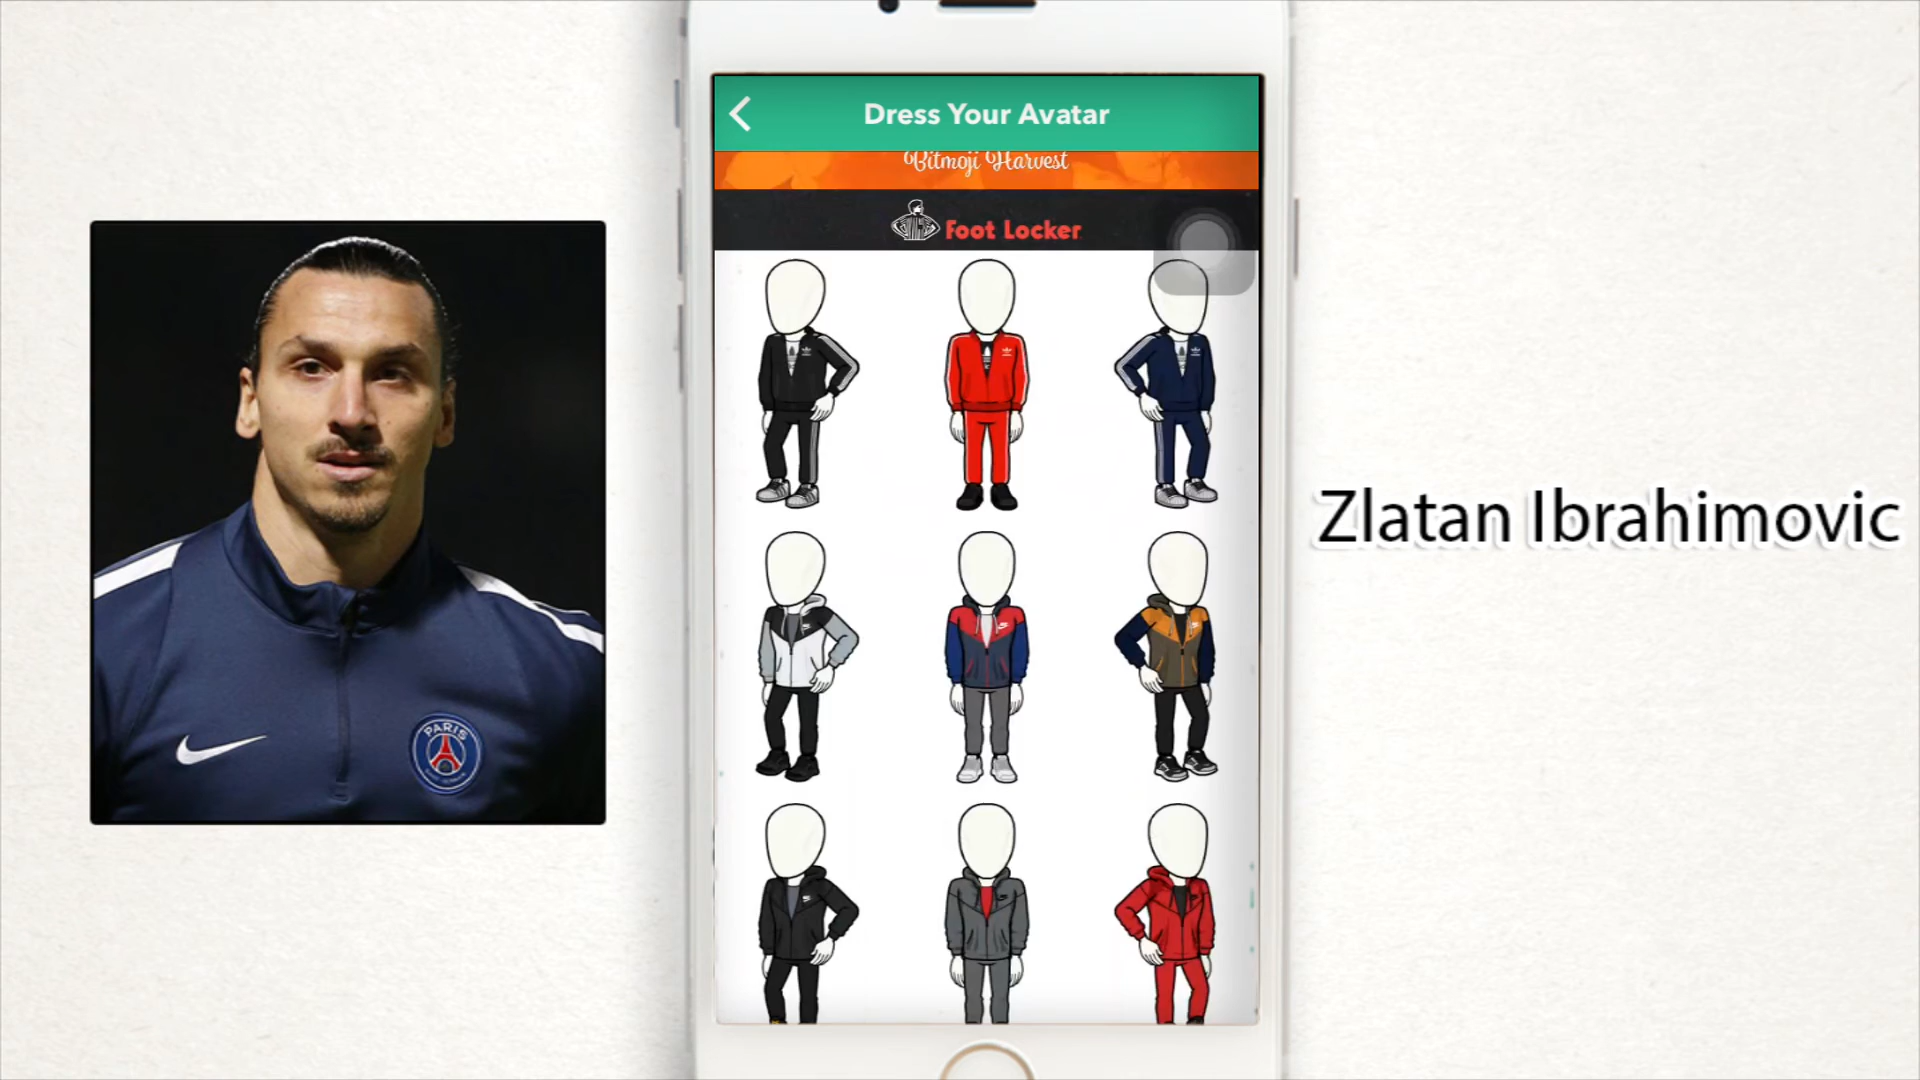 Dress Your Avatar
Bitmoji Harvest
Foot Locker
Zlatan Ibrahimovic
PARIS